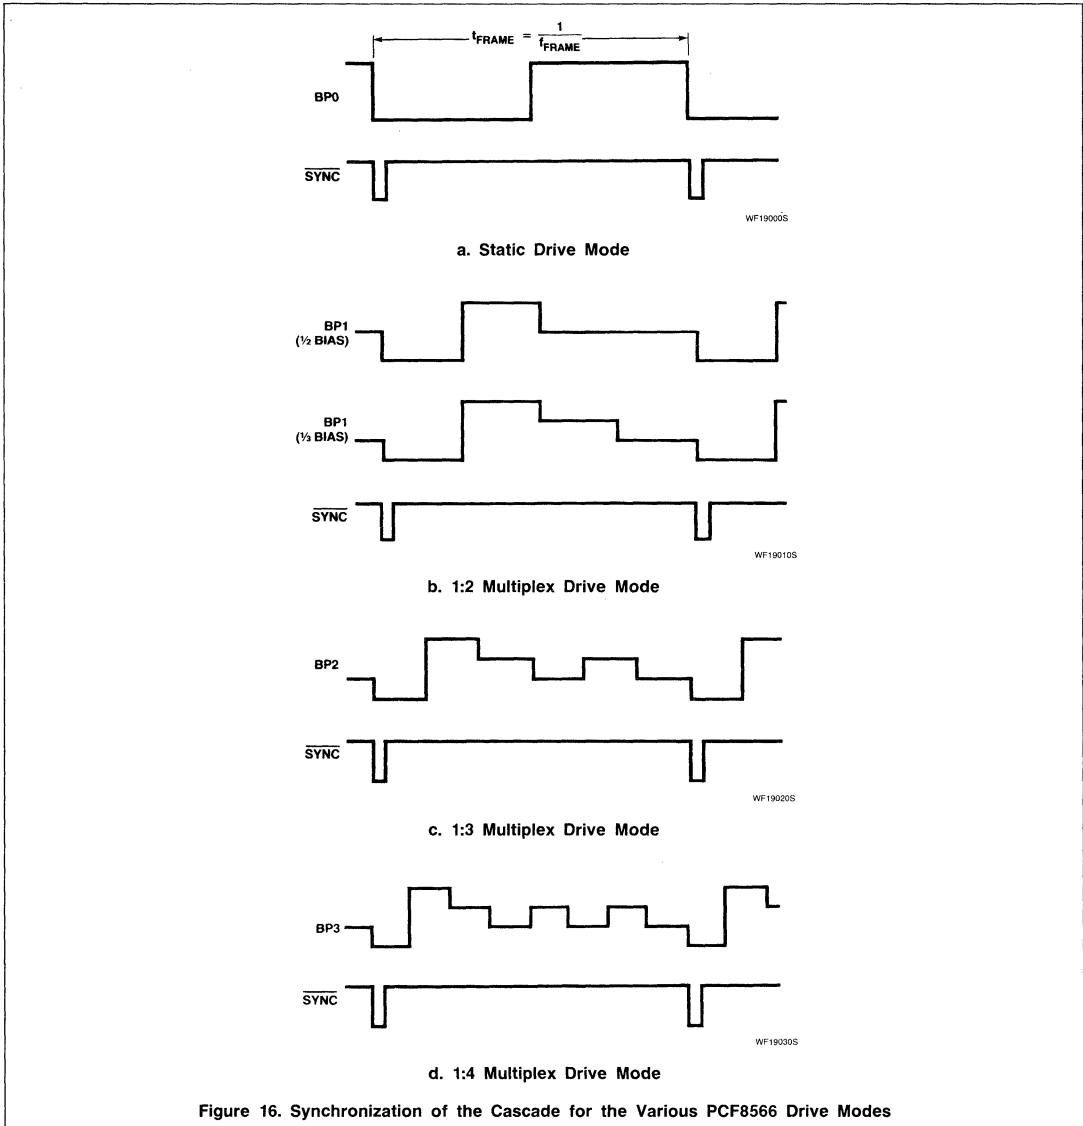 tFRAME = 1/fFRAME
BP0
SYNC
WF19000S
a. Static Drive Mode
BP1
(½ BIAS)
BP1
(⅓ BIAS)
SYNC
WF19010S
b. 1:2 Multiplex Drive Mode
BP2
SYNC
WF19020S
c. 1:3 Multiplex Drive Mode
BP3
SYNC
WF19030S
d. 1:4 Multiplex Drive Mode
Figure 16. Synchronization of the Cascade for the Various PCF8566 Drive Modes